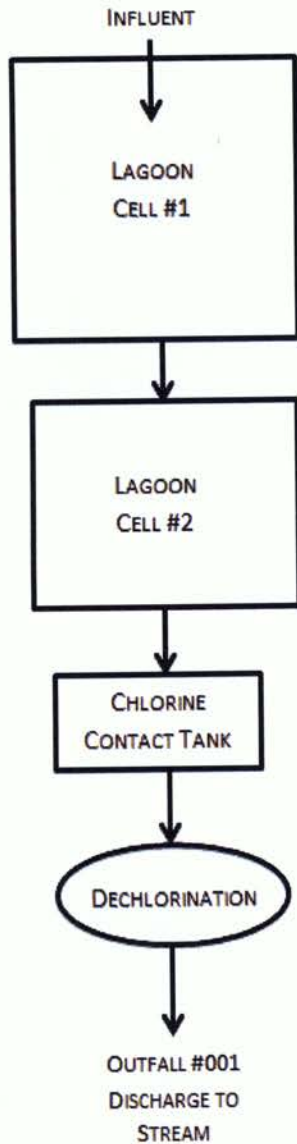 INFLUENT
LAGOON
CELL #1
LAGOON
CELL #2
CHLORINE
CONTACT TANK
DECHLORINATION
OUTFALL #001
DISCHARGE TO
STREAM